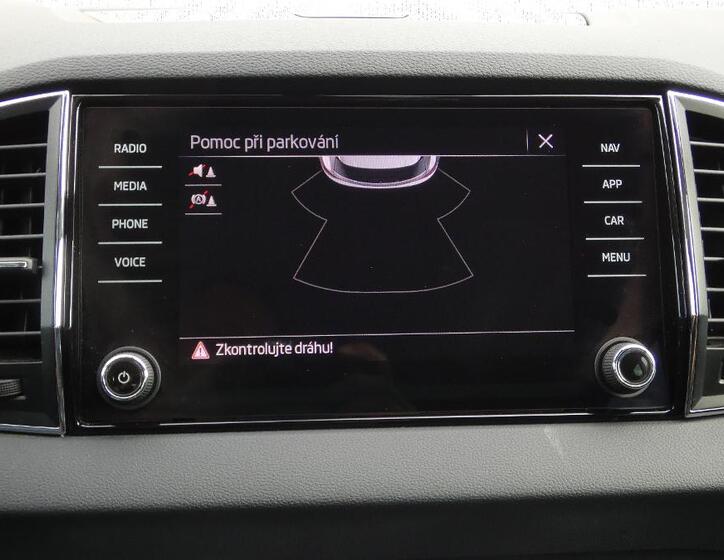 Pomoc při parkování
RADIO
MEDIA
PHONE
VOICE
NAV
APP
CAR
MENU
Zkontrolujte dráhu!